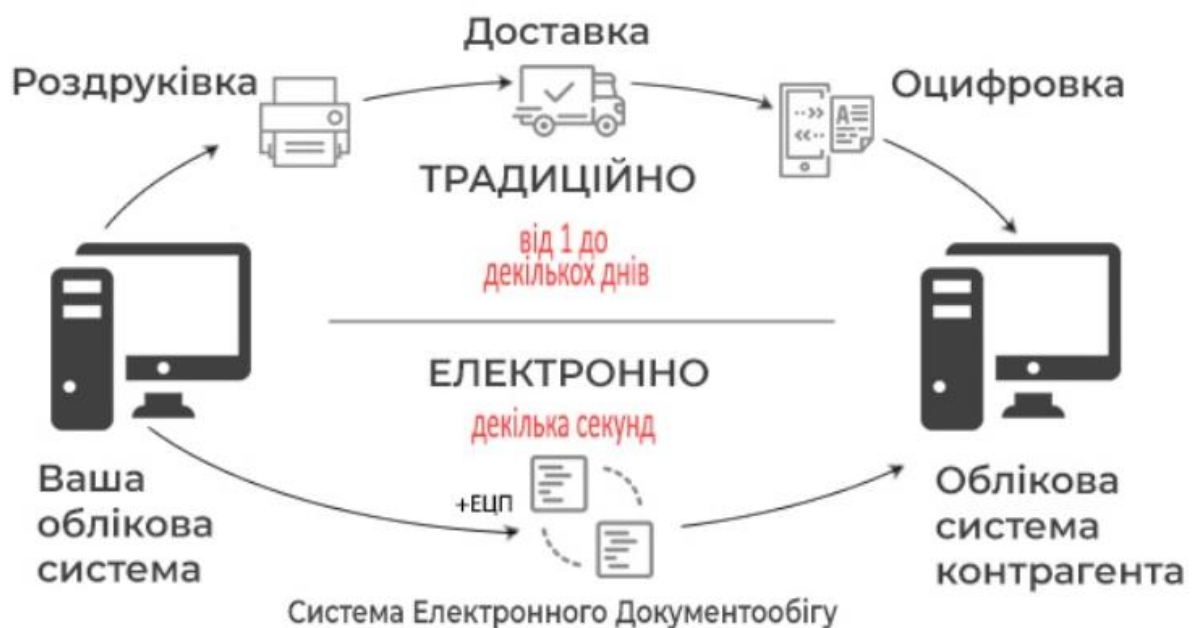 Доставка
Роздруківка
Оцифровка
ТРАДИЦІЙНО
від 1 до
декількох днів
ЕЛЕКТРОННО
декілька секунд
+ЕЦП
Ваша
облікова
система
Облікова
система
контрагента
Система Електронного Документообігу